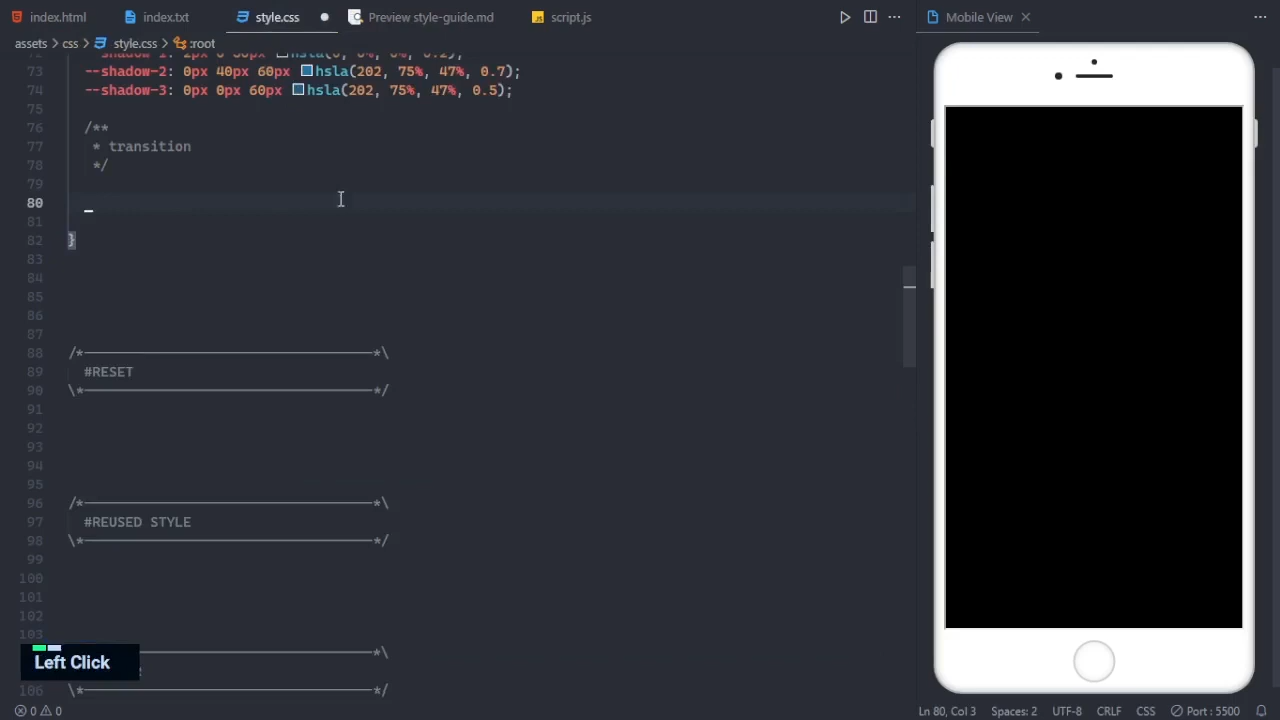 index.html
index.txt
style.css
Preview style-guide.md
script.js
Mobile View
assets > css > style.css > :root
73 --shadow-2: 0px 40px 60px hsla(202, 75%, 47%, 0.7);
74 --shadow-3: 0px 0px 60px hsla(202, 75%, 47%, 0.5);
75
76 /**
77 * transition
78 */
79
80
81
82 }
83
84
85
86
87
88 /*-----------------------------------*\
89 #RESET
90 \*-----------------------------------*/
91
92
93
94
95
96 /*-----------------------------------*\
97 #REUSED STYLE
98 \*-----------------------------------*/
99
100
101
102
103
-----------------------------------*\
Left Click
106 \*-----------------------------------*/
0 0
Ln 80, Col 3
Spaces: 2
UTF-8
CRLF
CSS
Port : 5500